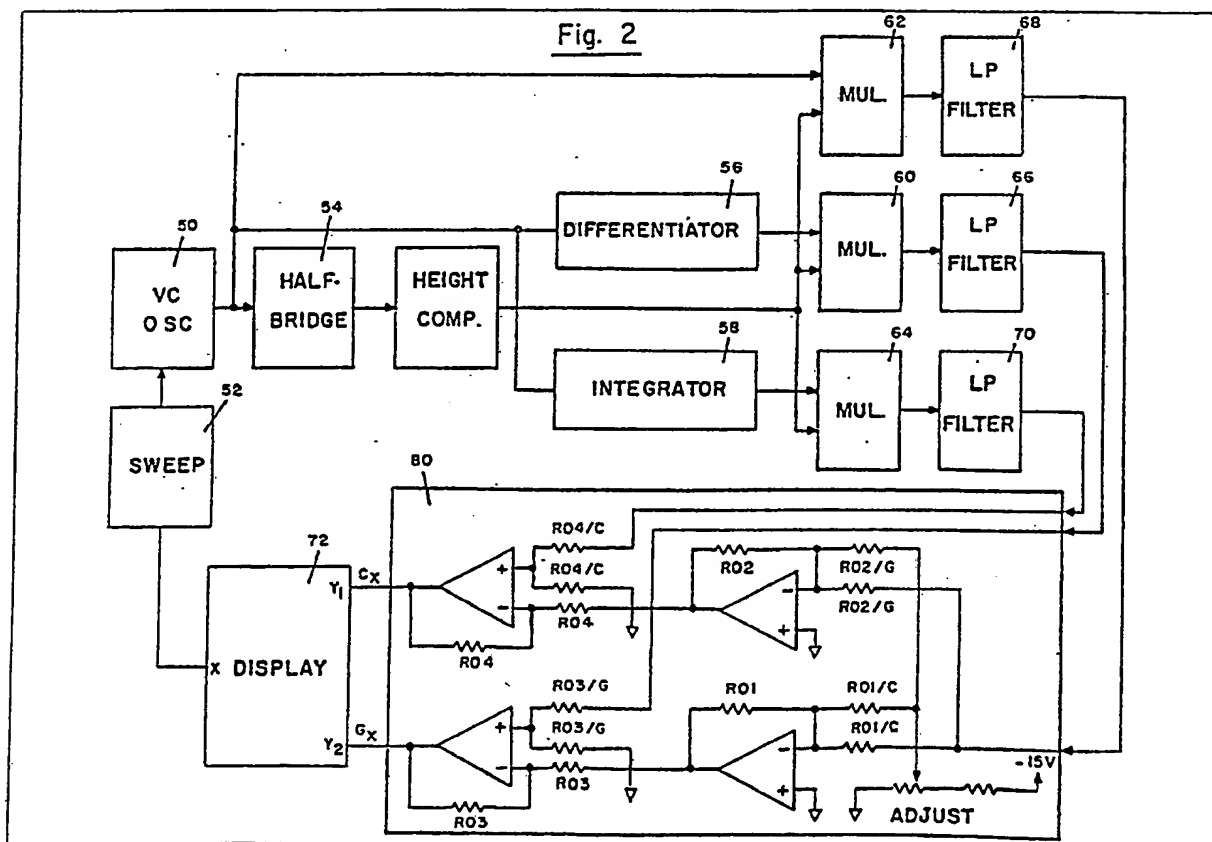 Fig. 2
62
68
MUL.
LP
FILTER
56
60
66
DIFFERENTIATOR
MUL.
LP
FILTER
50
54
VC
OSC
HALF-
BRIDGE
HEIGHT
COMP.
58
64
70
INTEGRATOR
MUL.
LP
FILTER
52
SWEEP
80
72
DISPLAY
X
Y1
Y2
Cx
Gx
R04/C
R04/C
+
-
R04
R04
R02
R02/G
R02/G
-
+
R03/G
R03/G
+
-
R03
R03
R01
R01/C
R01/C
-
+
-15V
ADJUST